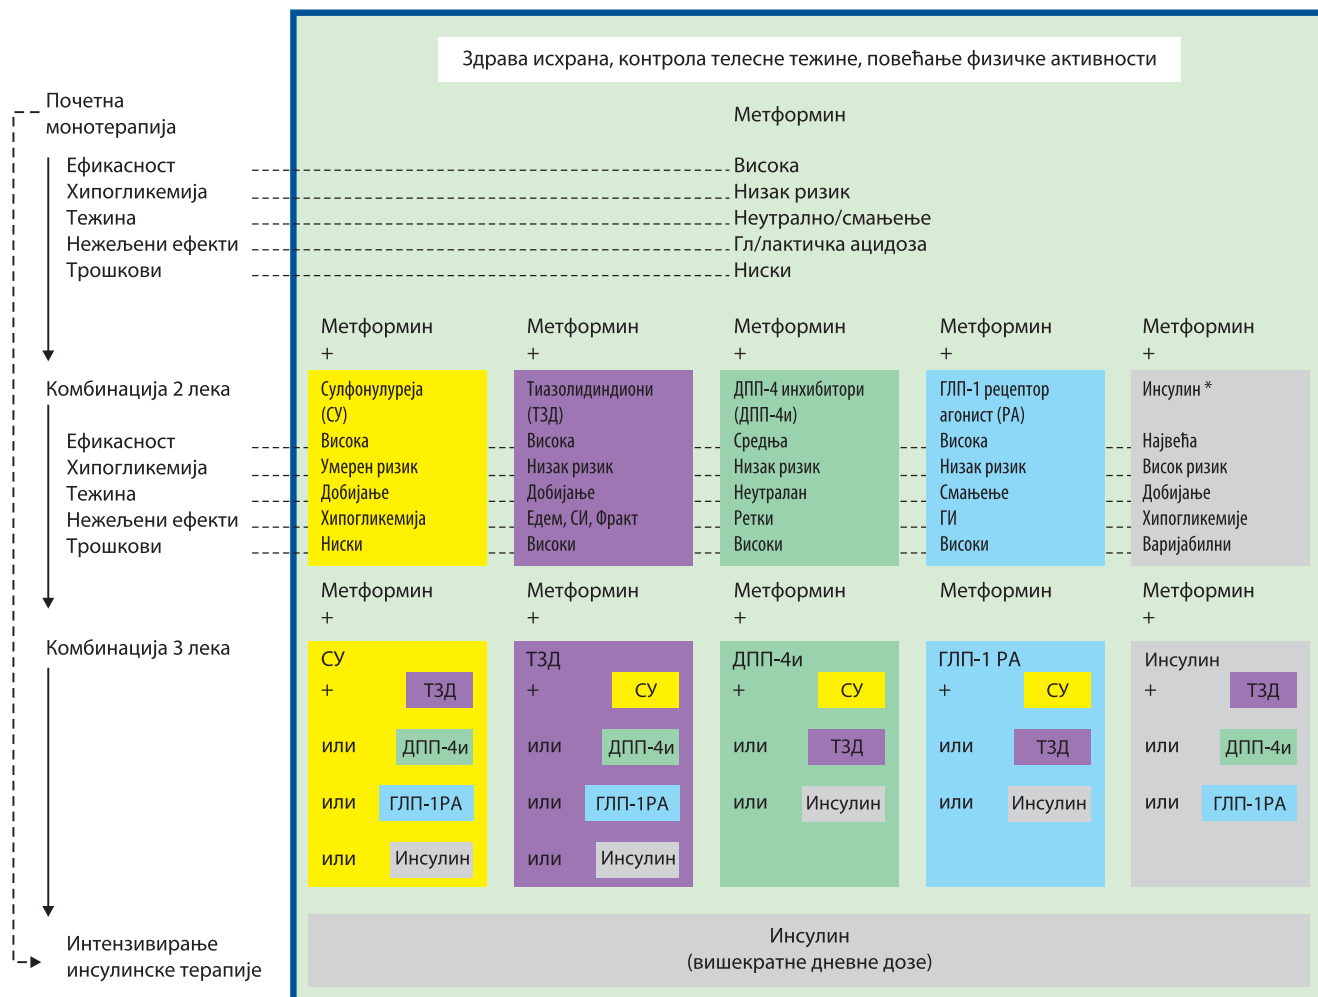 Здрава исхрана, контрола телесне тежине, повећање физичке активности
Почетна
монотерапија
Метформин
Ефикасност Висока
Хипогликемија Низак ризик
Тежина Неутрално/смањење
Нежељени ефекти Гл/лактичка ацидоза
Трошкови Ниски
Метформин Метформин Метформин Метформин Метформин
+ + + + +
Комбинација 2 лека Сулфонулуреја Тиазолидиндиони ДПП-4 инхибитори ГЛП-1 рецептор Инсулин *
(СУ) (ТЗД) (ДПП-4и) агонист (РА)
Ефикасност Висока Висока Средња Висока Највећа
Хипогликемија Умерен ризик Низак ризик Низак ризик Низак ризик Висок ризик
Тежина Добијање Добијање Неутралан Смањење Добијање
Нежељени ефекти Хипогликемија Едем, СИ, Фракт Ретки ГИ Хипогликемије
Трошкови Ниски Високи Високи Високи Варијабилни
Метформин Метформин Метформин Метформин Метформин
+ + + +
Комбинација 3 лека СУ ТЗД ДПП-4и ГЛП-1 РА Инсулин
+ ТЗД + СУ + СУ + СУ + ТЗД
или ДПП-4и или ДПП-4и или ТЗД или ТЗД или ДПП-4и
или ГЛП-1РА или ГЛП-1РА или Инсулин или Инсулин или ГЛП-1РА
или Инсулин или Инсулин
Интензивирање
инсулинске терапије
Инсулин
(вишекратне дневне дозе)